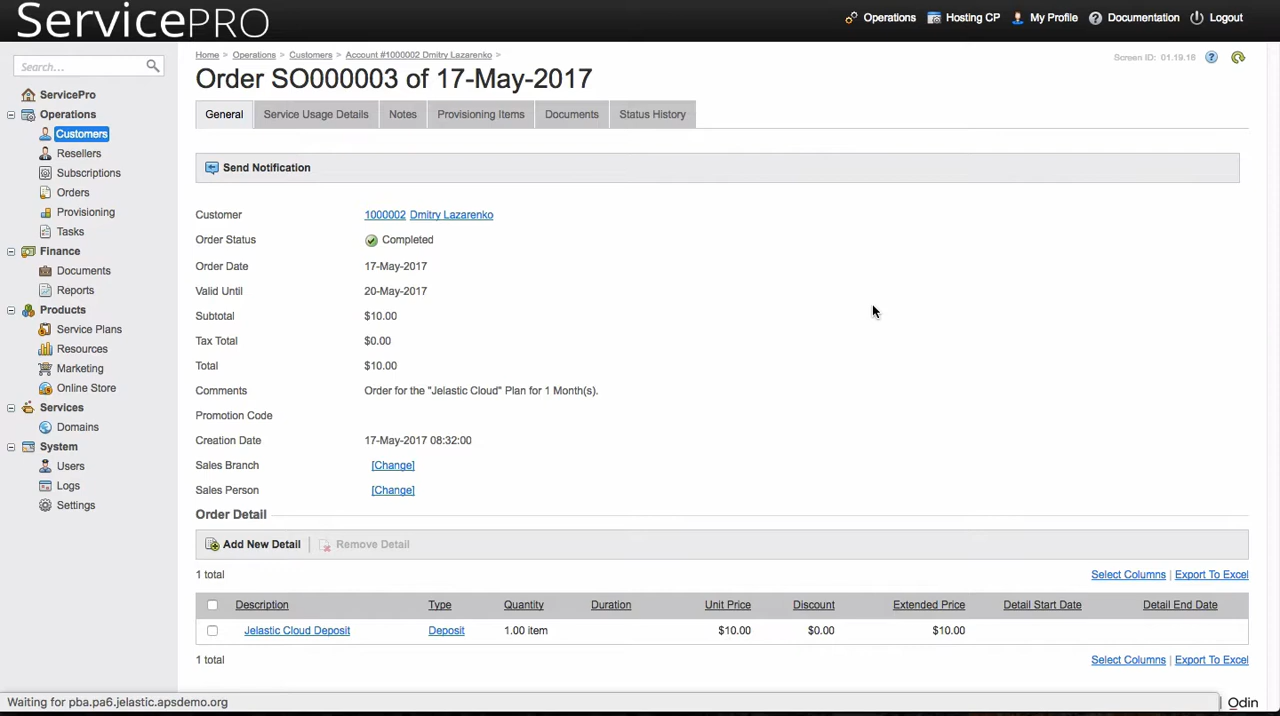 ServicePRO
Operations Hosting CP My Profile Documentation Logout
Search...
Home > Operations > Customers > Account #1000002 Dmitry Lazarenko >
Screen ID: 01.19.16
Order SO000003 of 17-May-2017
General Service Usage Details Notes Provisioning Items Documents Status History
ServicePro
Operations
Customers
Resellers
Subscriptions
Orders
Provisioning
Tasks
Finance
Documents
Reports
Products
Service Plans
Resources
Marketing
Online Store
Services
Domains
System
Users
Logs
Settings
Send Notification
Customer 1000002 Dmitry Lazarenko
Order Status Completed
Order Date 17-May-2017
Valid Until 20-May-2017
Subtotal $10.00
Tax Total $0.00
Total $10.00
Comments Order for the "Jelastic Cloud" Plan for 1 Month(s).
Promotion Code
Creation Date 17-May-2017 08:32:00
Sales Branch [Change]
Sales Person [Change]
Order Detail
Add New Detail | Remove Detail
1 total Select Columns | Export To Excel
Description Type Quantity Duration Unit Price Discount Extended Price Detail Start Date Detail End Date
Jelastic Cloud Deposit Deposit 1.00 item $10.00 $0.00 $10.00
1 total Select Columns | Export To Excel
Waiting for pba.pa6.jelastic.apsdemo.org
Odin